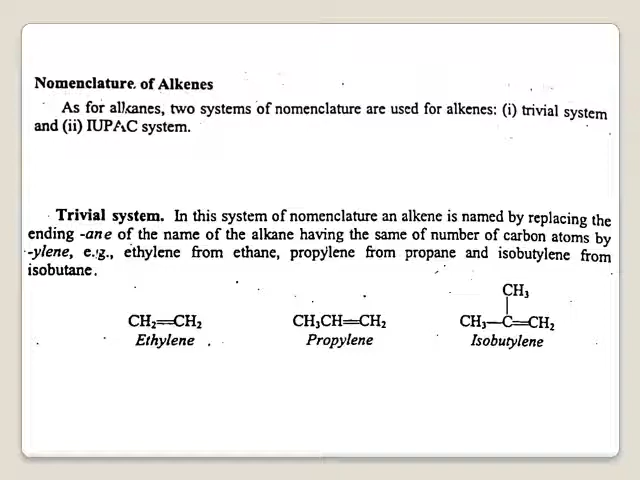 Nomenclature of Alkenes
As for alkanes, two systems of nomenclature are used for alkenes: (i) trivial system
and (ii) IUPAC system.
Trivial system. In this system of nomenclature an alkene is named by replacing the
ending -ane of the name of the alkane having the same of number of carbon atoms by
-ylene, e.g., ethylene from ethane, propylene from propane and isobutylene from
isobutane.
CH₃
|
CH₂=CH₂ CH₃CH=CH₂ CH₃—C=CH₂
Ethylene Propylene Isobutylene